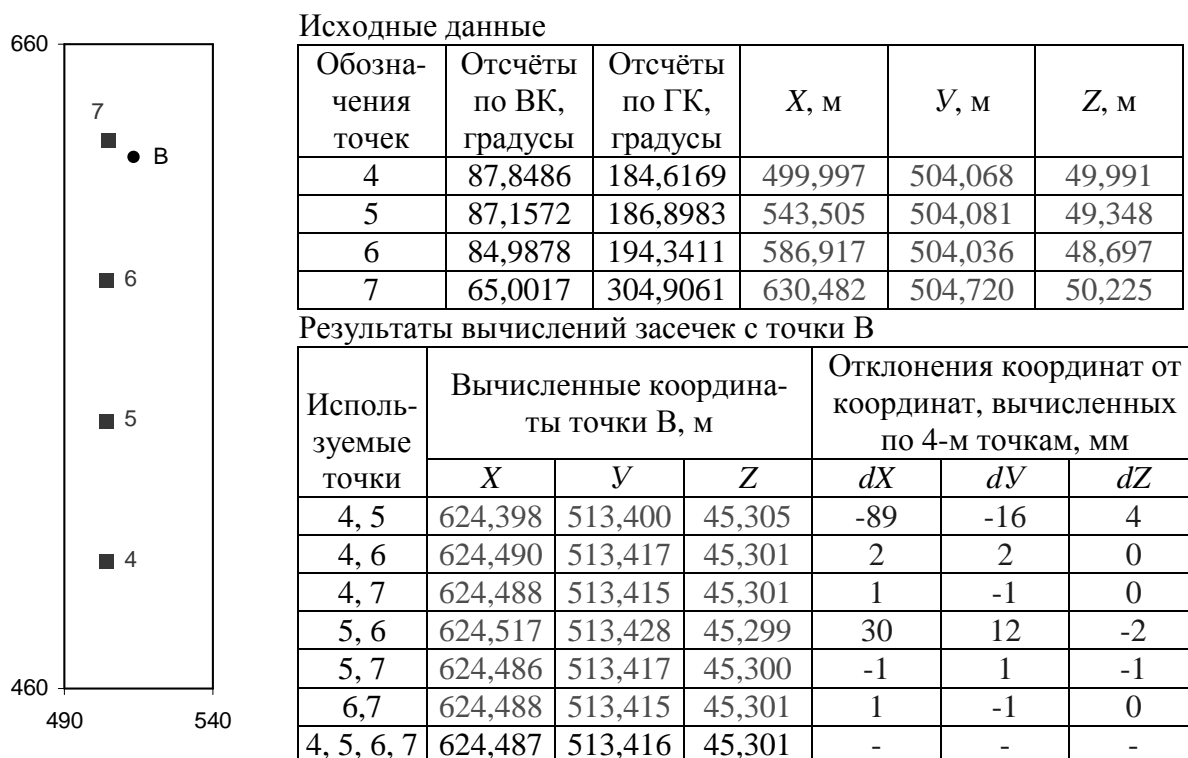 660
7
B
6
5
4
460
490 540
Исходные данные
Обозна- Отсчёты Отсчёты
чения по ВК, по ГК, X, м У, м Z, м
точек градусы градусы
4 87,8486 184,6169 499,997 504,068 49,991
5 87,1572 186,8983 543,505 504,081 49,348
6 84,9878 194,3411 586,917 504,036 48,697
7 65,0017 304,9061 630,482 504,720 50,225
Результаты вычислений засечек с точки В
Исполь-
зуемые
точки
Вычисленные координа-
ты точки В, м
Отклонения координат от
координат, вычисленных
по 4-м точкам, мм
X У Z dX dУ dZ
4, 5 624,398 513,400 45,305 -89 -16 4
4, 6 624,490 513,417 45,301 2 2 0
4, 7 624,488 513,415 45,301 1 -1 0
5, 6 624,517 513,428 45,299 30 12 -2
5, 7 624,486 513,417 45,300 -1 1 -1
6,7 624,488 513,415 45,301 1 -1 0
4, 5, 6, 7 624,487 513,416 45,301 - - -